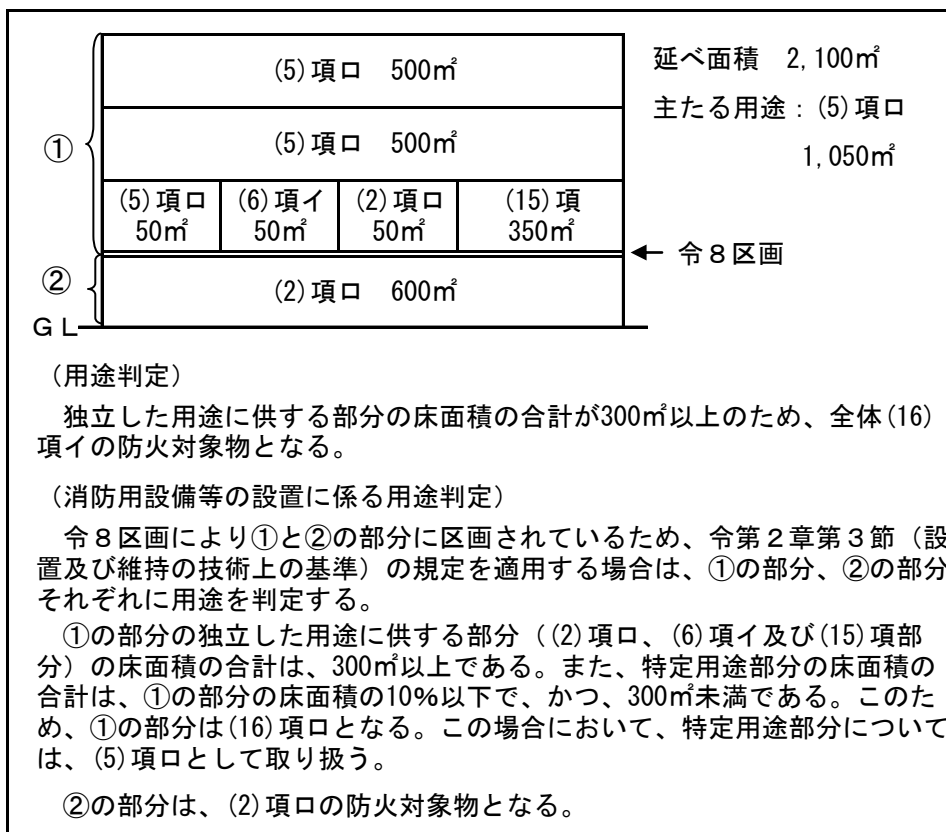 (5)項ロ　500㎡
延べ面積　2,100㎡
主たる用途：(5)項ロ
1,050㎡
①
(5)項ロ　500㎡
(5)項ロ
50㎡
(6)項イ
50㎡
(2)項ロ
50㎡
(15)項
350㎡
令８区画
②
(2)項ロ　600㎡
ＧＬ
（用途判定）
独立した用途に供する部分の床面積の合計が300㎡以上のため、全体(16)
項イの防火対象物となる。
（消防用設備等の設置に係る用途判定）
令８区画により①と②の部分に区画されているため、令第２章第３節（設
置及び維持の技術上の基準）の規定を適用する場合は、①の部分、②の部分
それぞれに用途を判定する。
①の部分の独立した用途に供する部分（(2)項ロ、(6)項イ及び(15)項部
分）の床面積の合計は、300㎡以上である。また、特定用途部分の床面積の
合計は、①の部分の床面積の10％以下で、かつ、300㎡未満である。このた
め、①の部分は(16)項ロとなる。この場合において、特定用途部分について
は、(5)項ロとして取り扱う。
②の部分は、(2)項ロの防火対象物となる。